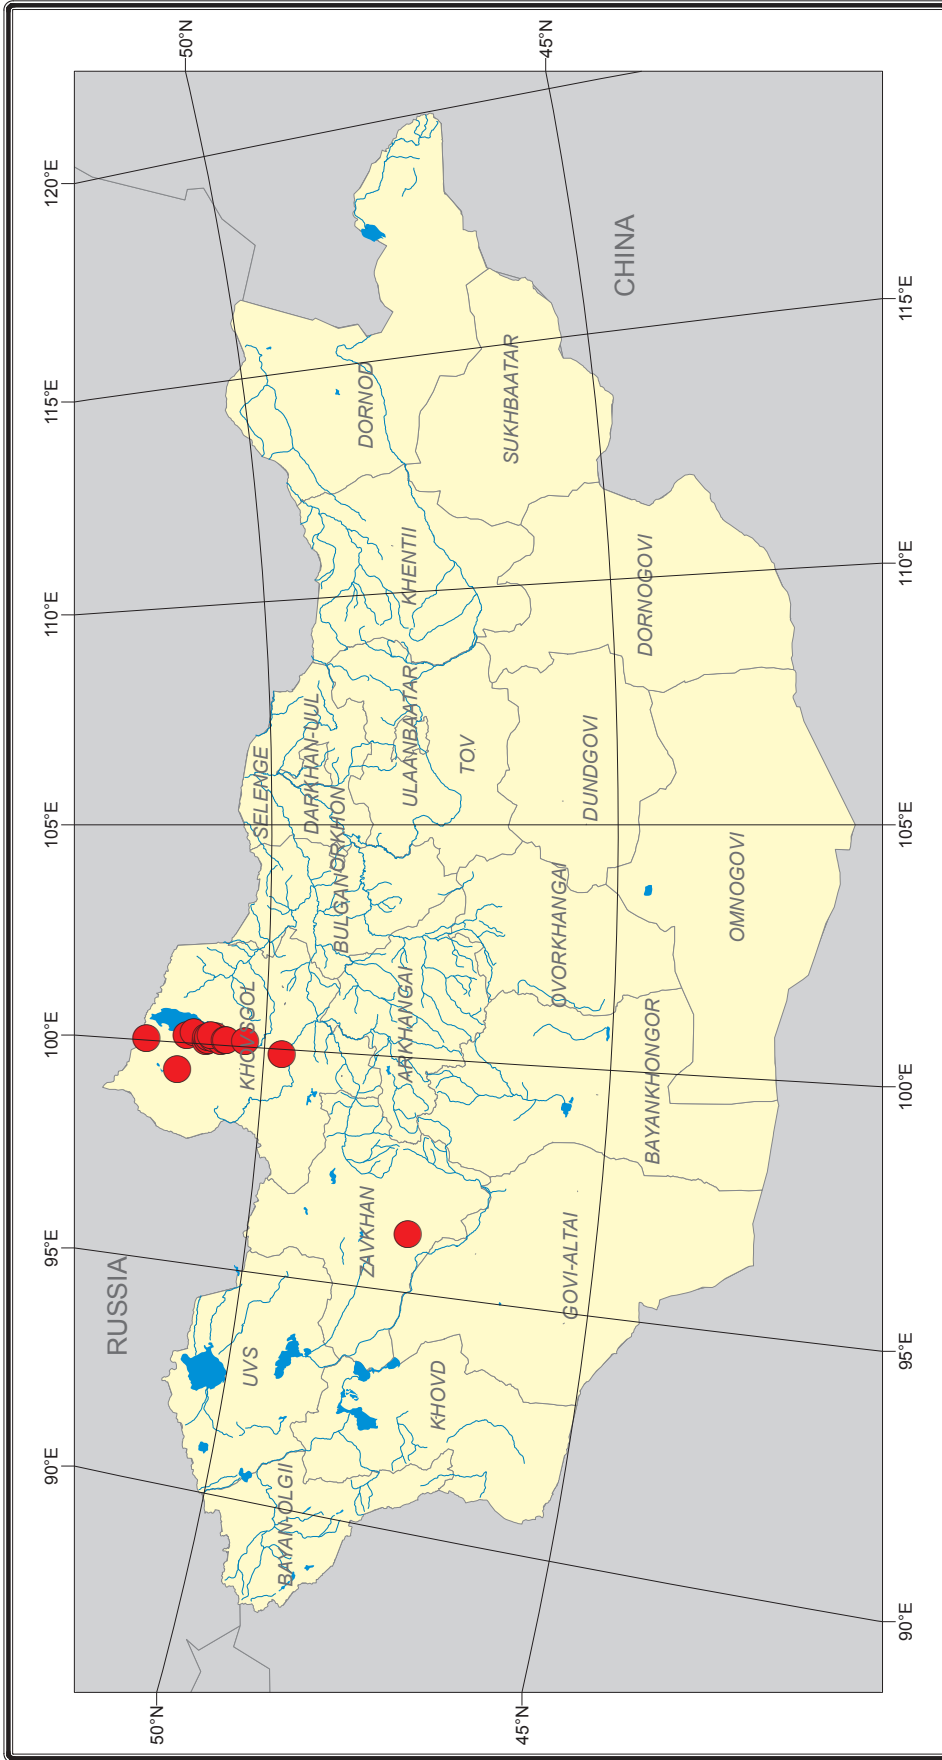 90°E
95°E
100°E
105°E
110°E
115°E
120°E
50°N
50°N
RUSSIA
KHOVSGOL
UVS
SELENGE
BAYAN-OLGII
DARKHAN-UUL
BULGAN
ORKHON
ZAVKHAN
DORNOD
ARKHANGAI
ULAANBAATAR
KHENTII
KHOVD
TOV
SUKHBAATAR
OVORKHANGAI
GOVI-ALTAI
DUNDGOVI
CHINA
BAYANKHONGOR
DORNOGOVI
OMNOGOVI
45°N
45°N
90°E
95°E
100°E
105°E
110°E
115°E